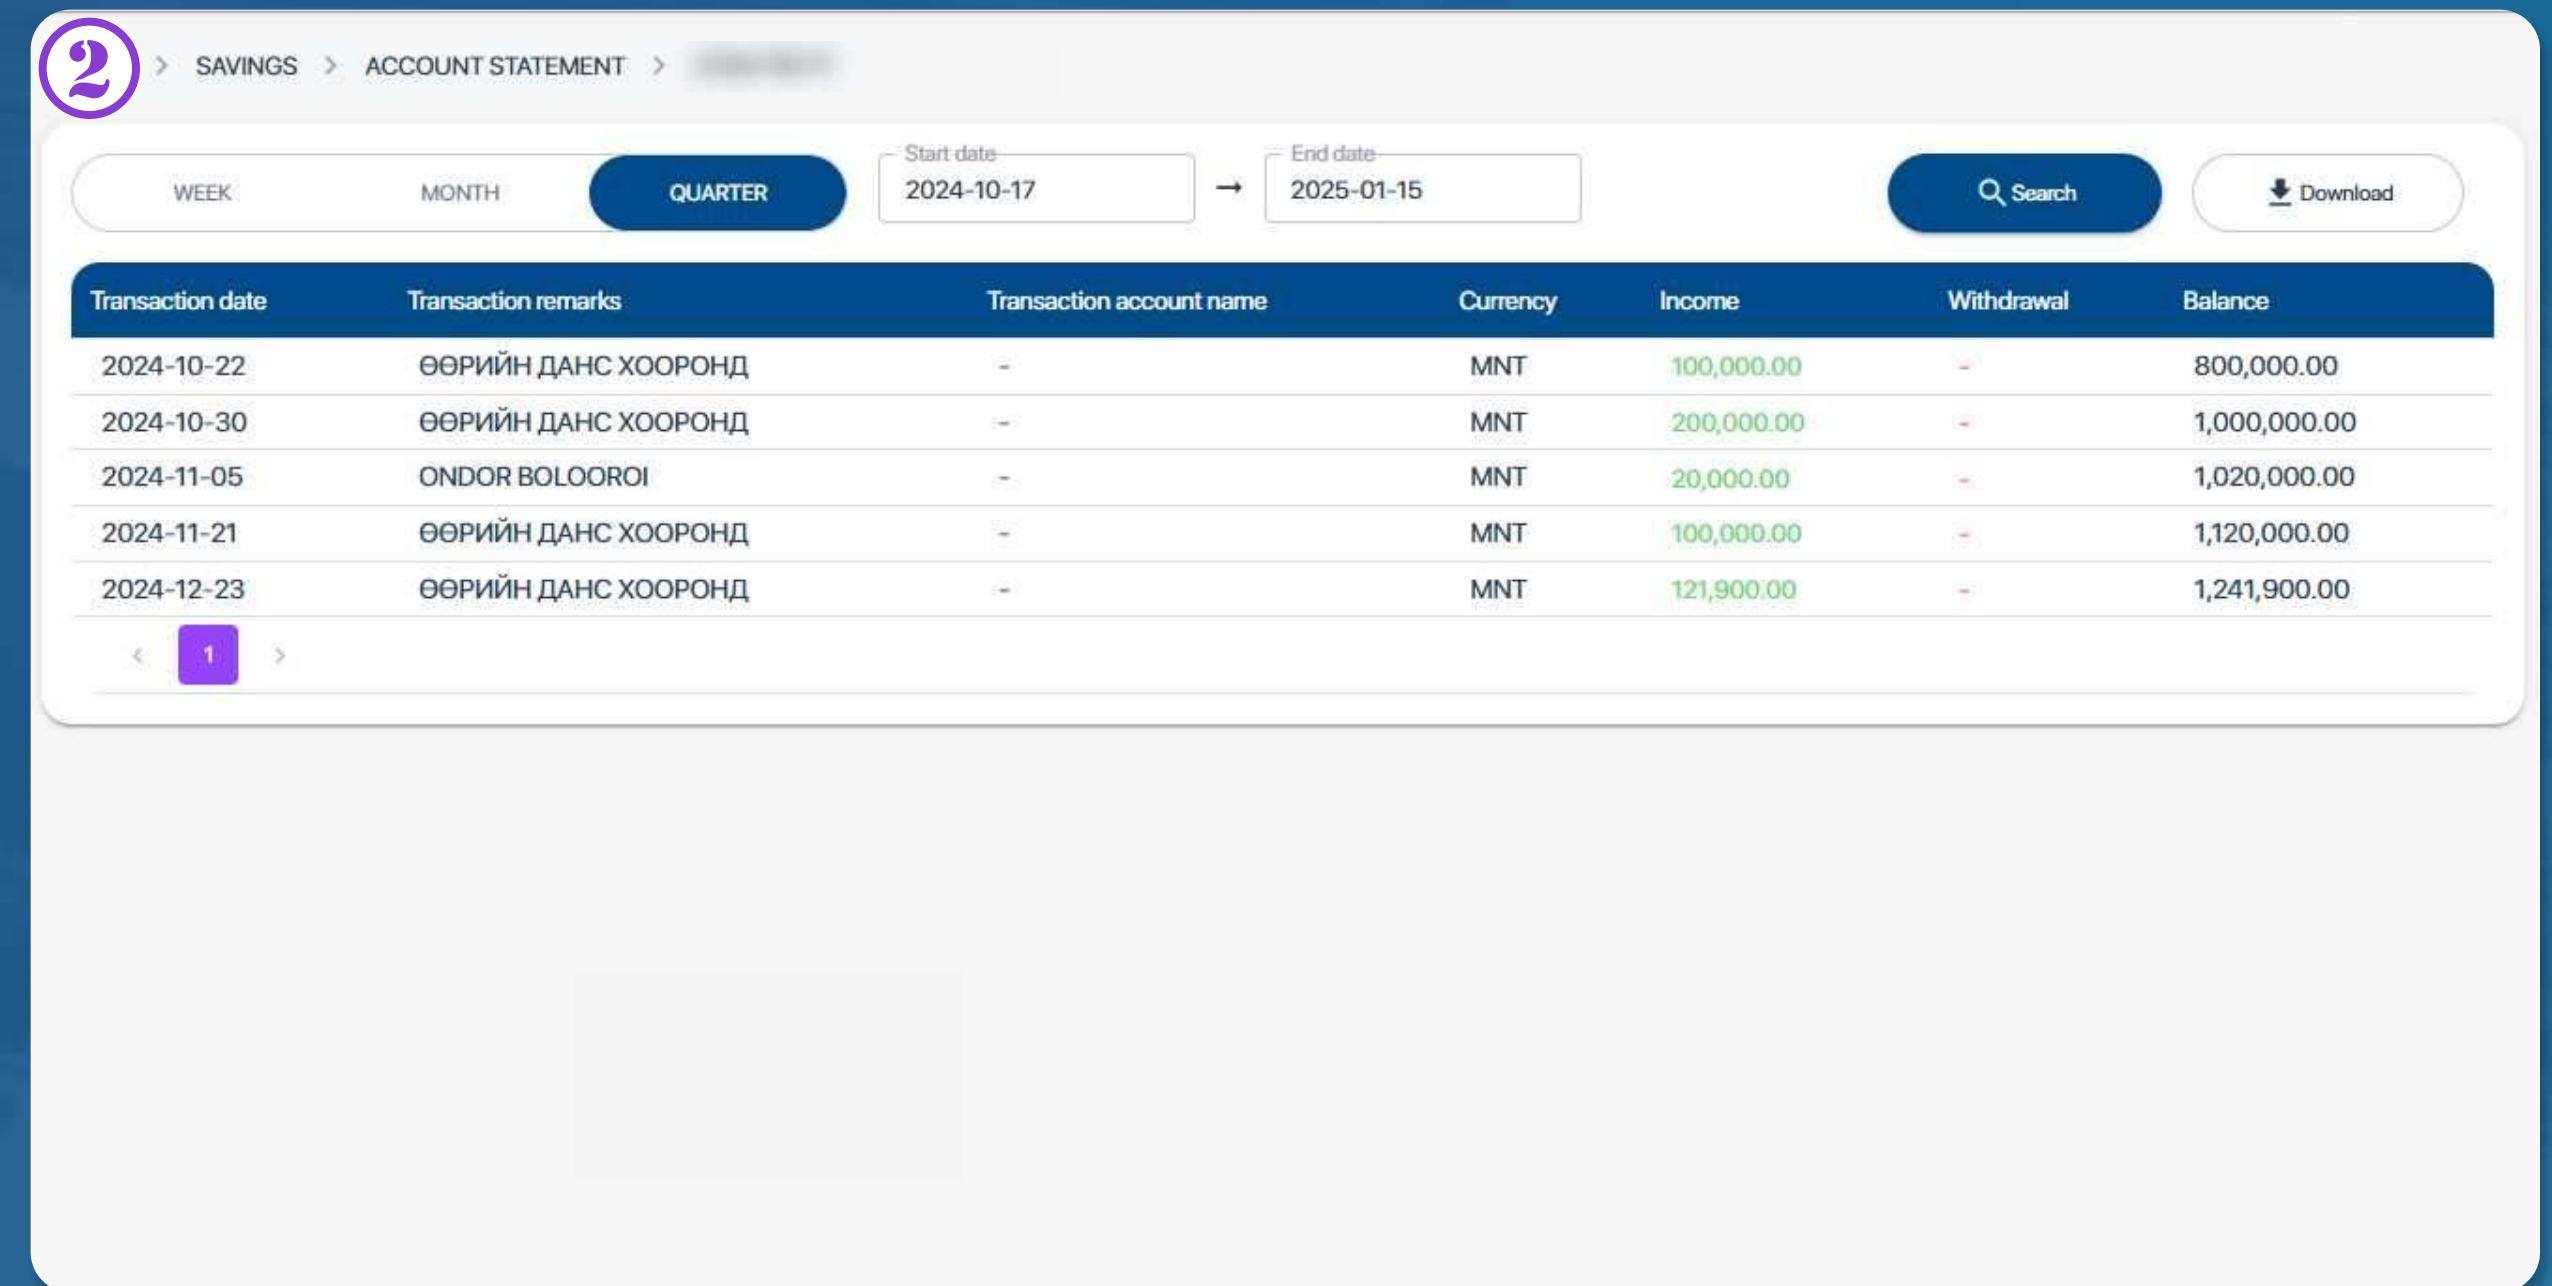 2 > SAVINGS > ACCOUNT STATEMENT >
WEEK MONTH QUARTER Start date 2024-10-17 → End date 2025-01-15 Search Download
Transaction date Transaction remarks Transaction account name Currency Income Withdrawal Balance
2024-10-22 ӨӨРИЙН ДАНС ХООРОНД - MNT 100,000.00 - 800,000.00
2024-10-30 ӨӨРИЙН ДАНС ХООРОНД - MNT 200,000.00 - 1,000,000.00
2024-11-05 ONDOR BOLOOROI - MNT 20,000.00 - 1,020,000.00
2024-11-21 ӨӨРИЙН ДАНС ХООРОНД - MNT 100,000.00 - 1,120,000.00
2024-12-23 ӨӨРИЙН ДАНС ХООРОНД - MNT 121,900.00 - 1,241,900.00
< 1 >